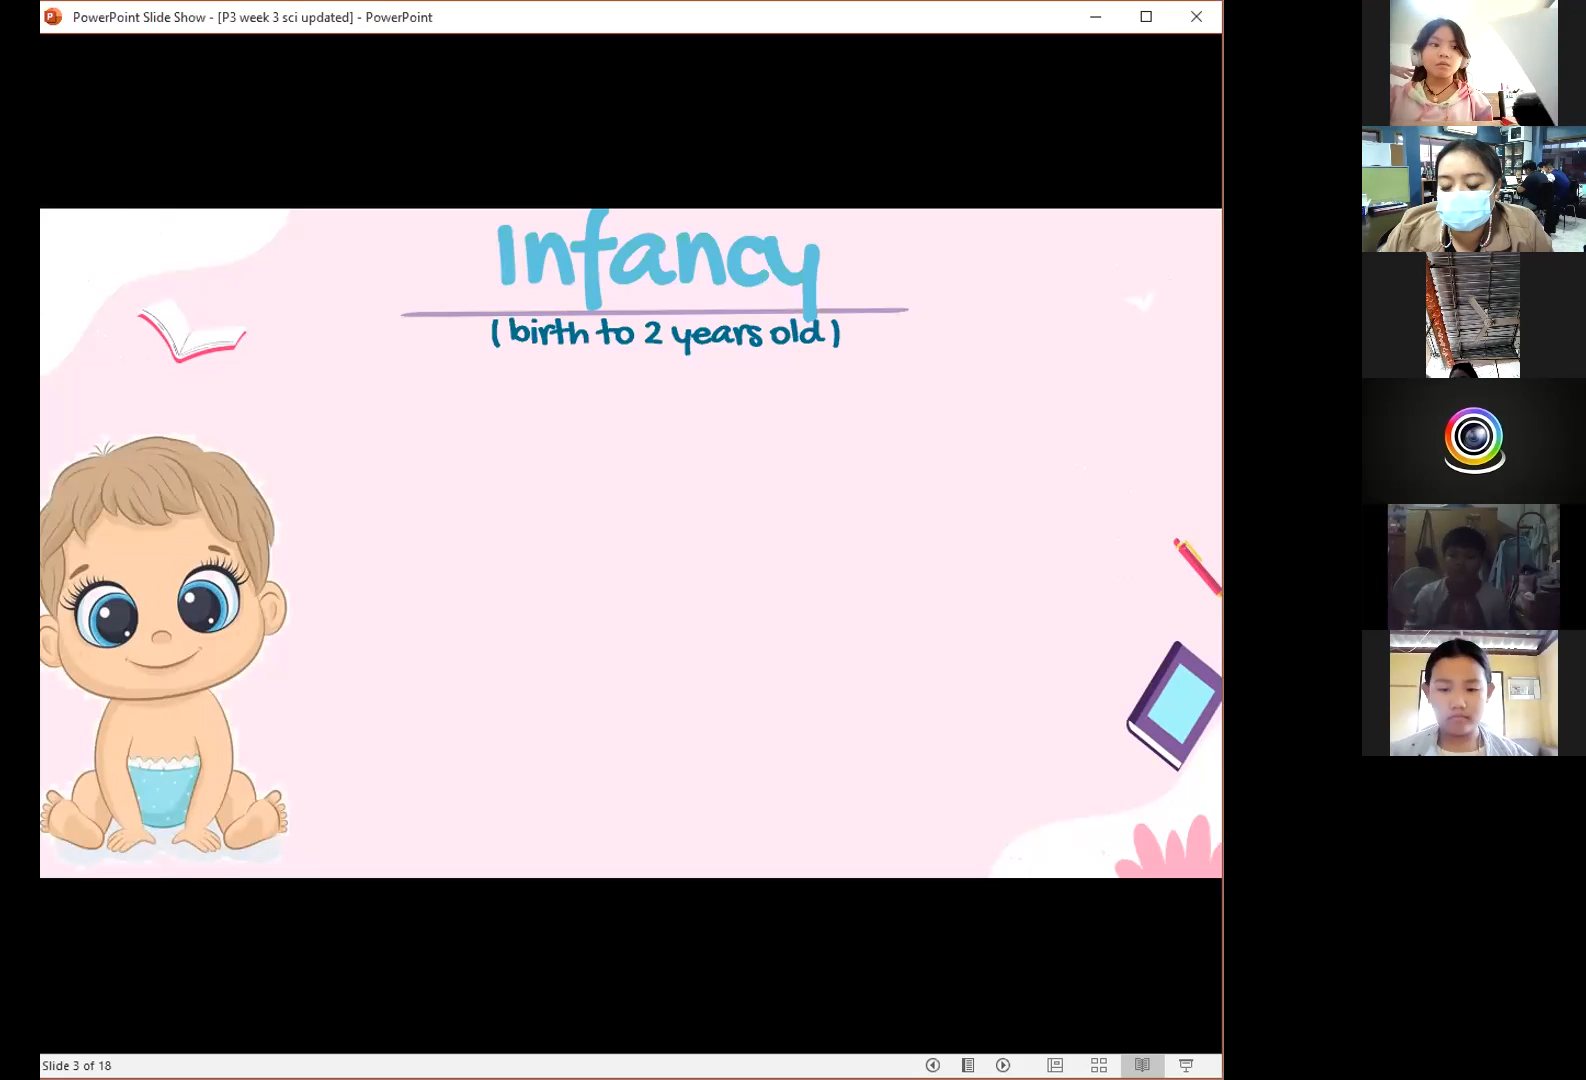 PowerPoint Slide Show - [P3 week 3 sci updated] - PowerPoint
Infancy
( birth to 2 years old )
Slide 3 of 18